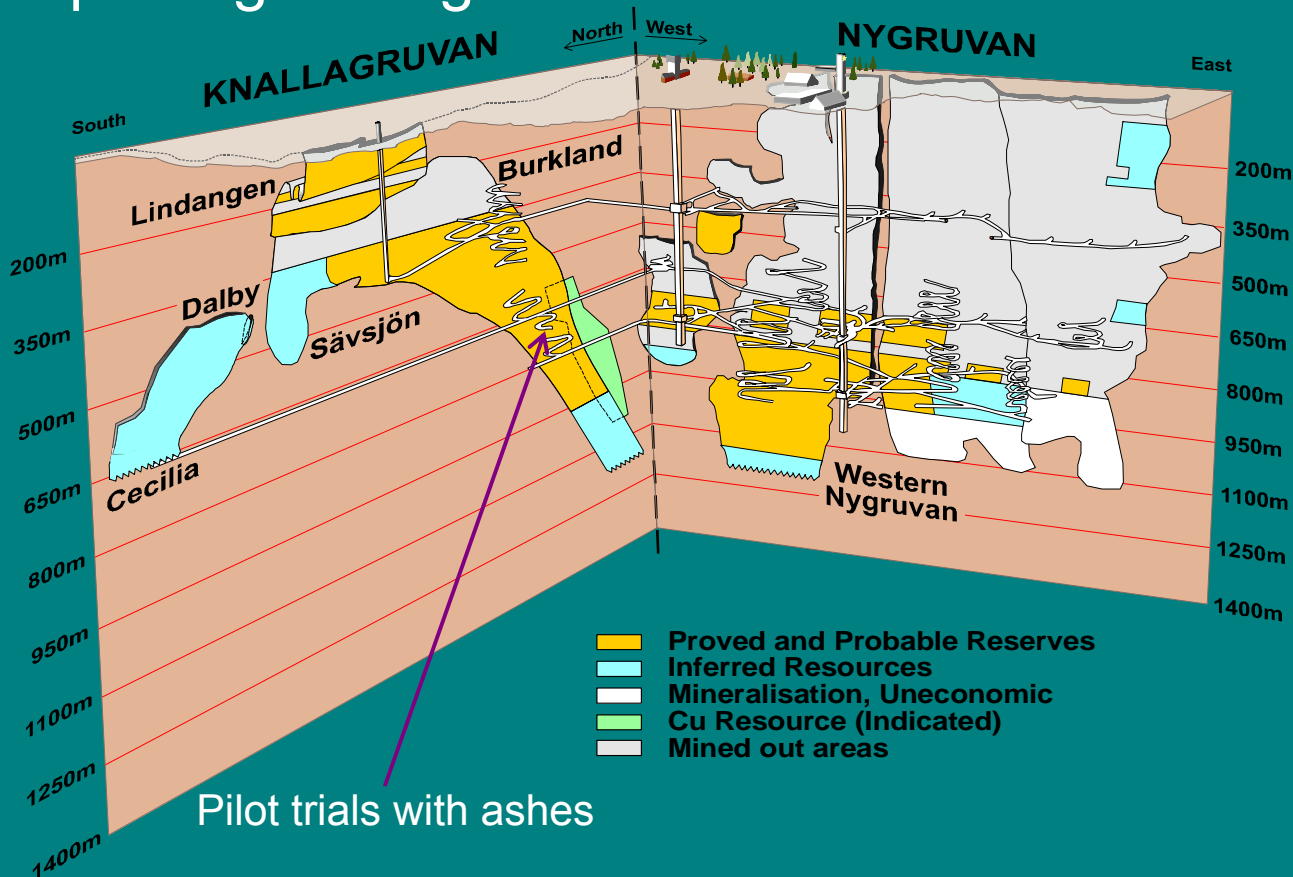 North West
KNALLAGRUVAN
NYGRUVAN
South
East
Lindangen
Burkland
Dalby
Sävsjön
Cecilia
Western
Nygruvan
200m
350m
500m
650m
800m
950m
1100m
1250m
1400m
200m
350m
500m
650m
800m
950m
1100m
1250m
1400m
Proved and Probable Reserves
Inferred Resources
Mineralisation, Uneconomic
Cu Resource (Indicated)
Mined out areas
Pilot trials with ashes